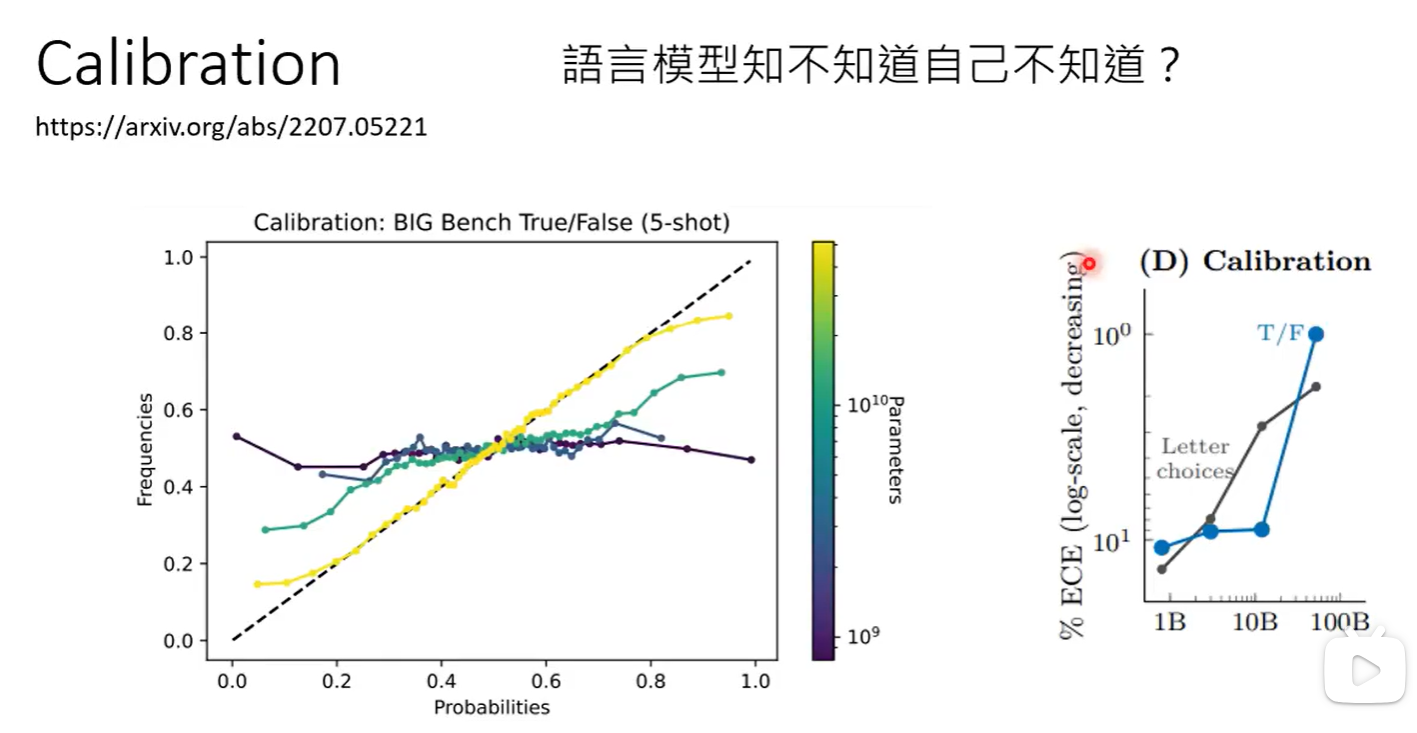 Calibration
語言模型知不知道自己不知道？
https://arxiv.org/abs/2207.05221
Calibration: BIG Bench True/False (5-shot)
1.0
0.8
0.6
0.4
0.2
0.0
Frequencies
0.0 0.2 0.4 0.6 0.8 1.0
Probabilities
10¹⁰
10⁹
Parameters
(D) Calibration
% ECE (log-scale, decreasing)
10⁰
10¹
T/F
Letter
choices
1B 10B 100B